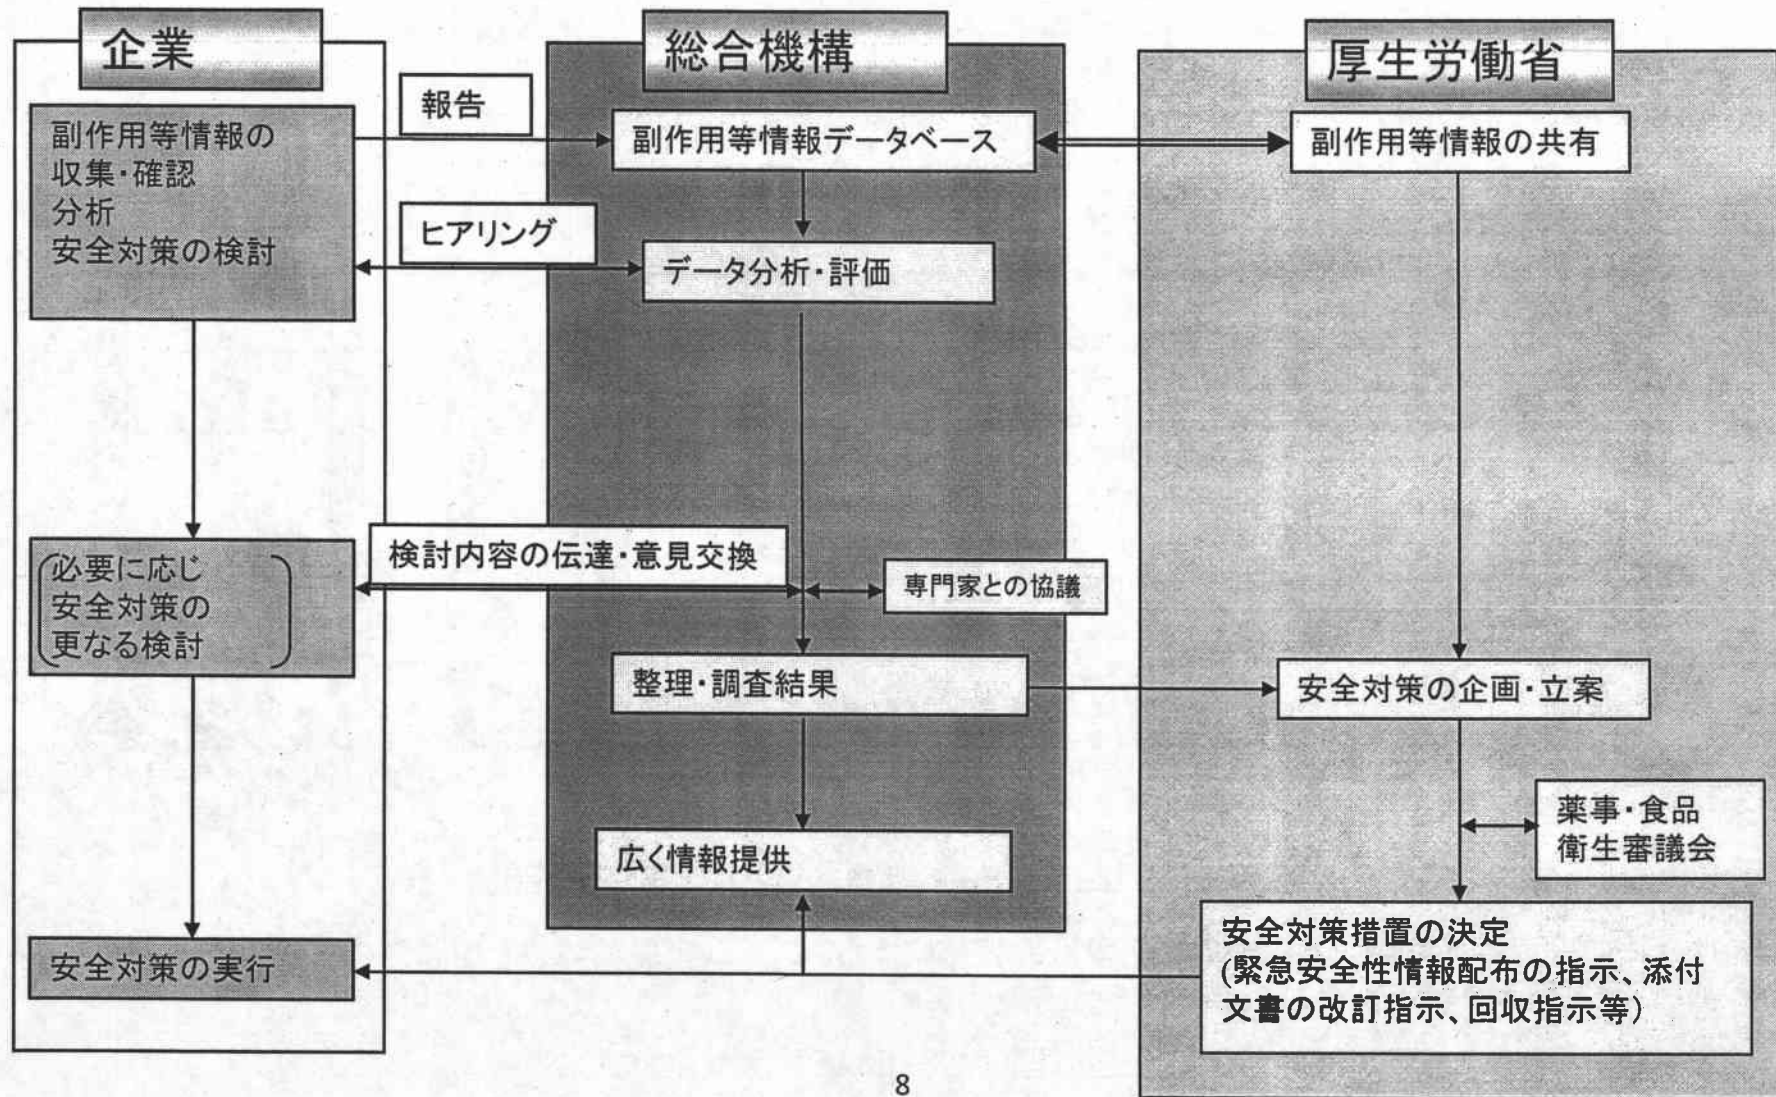 企業
副作用等情報の
収集・確認
分析
安全対策の検討
報告
ヒアリング
必要に応じ
安全対策の
更なる検討
検討内容の伝達・意見交換
安全対策の実行
総合機構
副作用等情報データベース
データ分析・評価
専門家との協議
整理・調査結果
広く情報提供
厚生労働省
副作用等情報の共有
安全対策の企画・立案
薬事・食品
衛生審議会
安全対策措置の決定
(緊急安全性情報配布の指示、添付
文書の改訂指示、回収指示等)
8